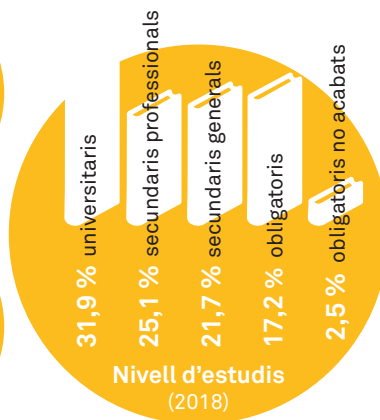 31,9 % universitaris
25,1 % secundaris professionals
21,7 % secundaris generals
17,2 % obligatoris
2,5 % obligatoris no acabats
Nivell d'estudis
(2018)